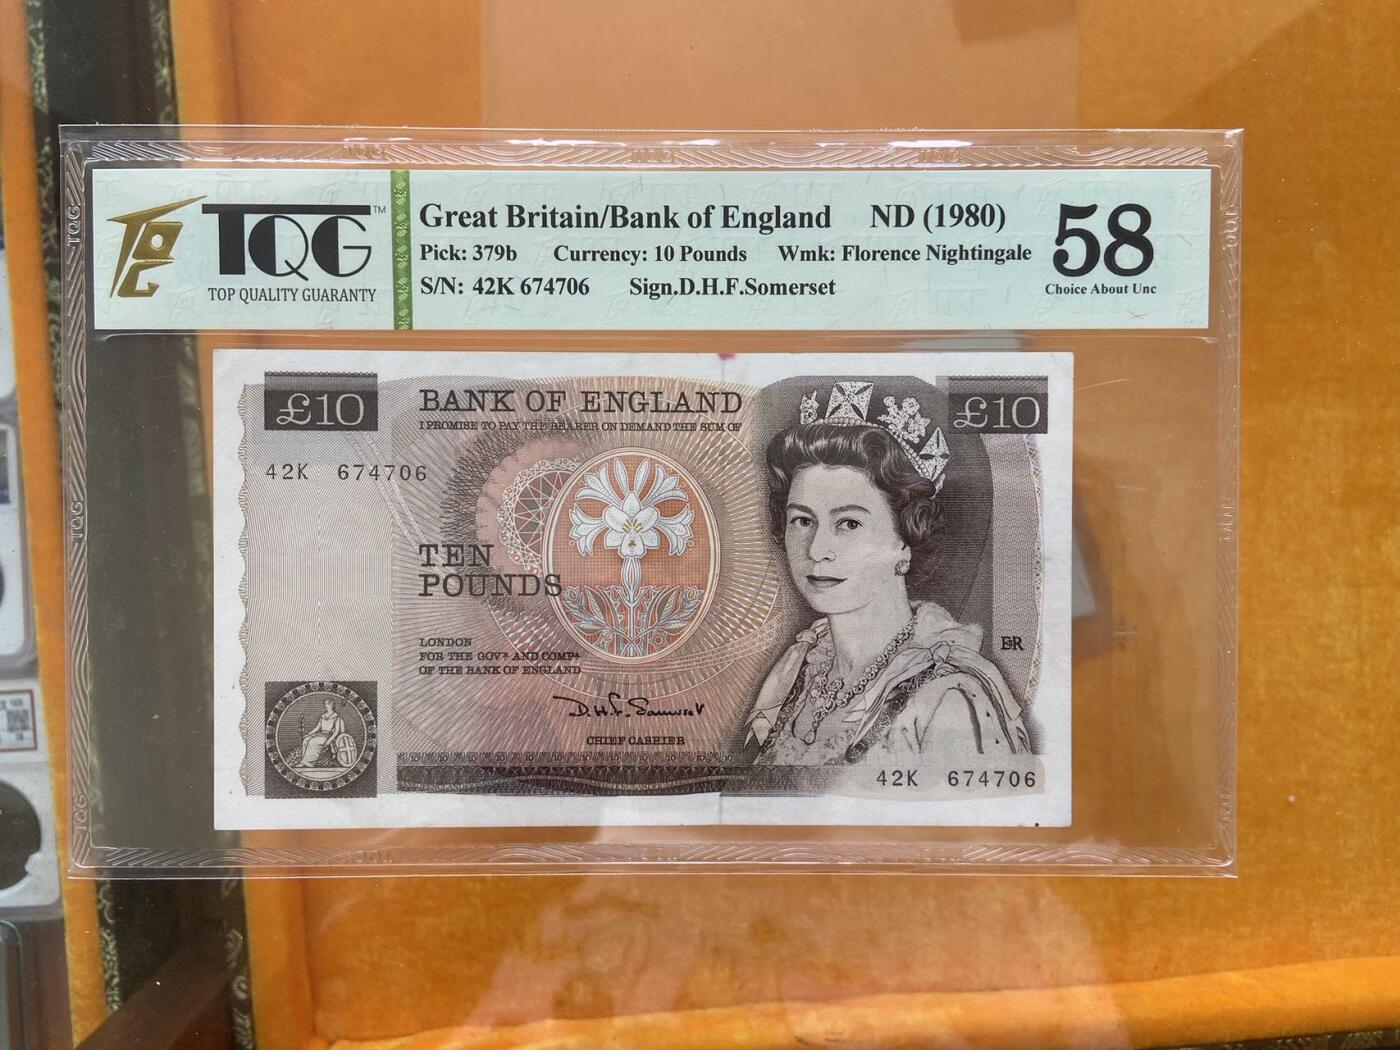 TQG™
TOP QUALITY GUARANTY
Great Britain/Bank of England ND (1980)
Pick: 379b Currency: 10 Pounds Wmk: Florence Nightingale
S/N: 42K 674706 Sign.D.H.F.Somerset
58
Choice About Unc
£10
BANK OF ENGLAND
£10
I PROMISE TO PAY THE BEARER ON DEMAND THE SUM OF
42K 674706
TEN
POUNDS
LONDON
FOR THE GOVR AND COMPA
OF THE BANK OF ENGLAND
E:R
D.H.F. Somerset
CHIEF CASHIER
42K 674706